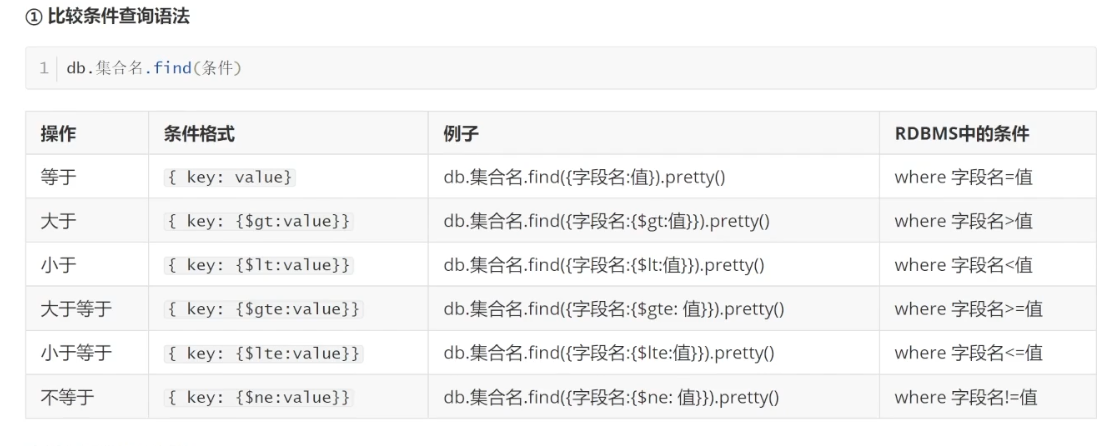 ① 比较条件查询语法
1 db.集合名.find(条件)
操作 条件格式 例子 RDBMS中的条件
等于 { key: value} db.集合名.find({字段名:值}).pretty() where 字段名=值
大于 { key: {$gt:value}} db.集合名.find({字段名:{$gt:值}}).pretty() where 字段名>值
小于 { key: {$lt:value}} db.集合名.find({字段名:{$lt:值}}).pretty() where 字段名<值
大于等于 { key: {$gte:value}} db.集合名.find({字段名:{$gte: 值}}).pretty() where 字段名>=值
小于等于 { key: {$lte:value}} db.集合名.find({字段名:{$lte:值}}).pretty() where 字段名<=值
不等于 { key: {$ne:value}} db.集合名.find({字段名:{$ne: 值}}).pretty() where 字段名!=值